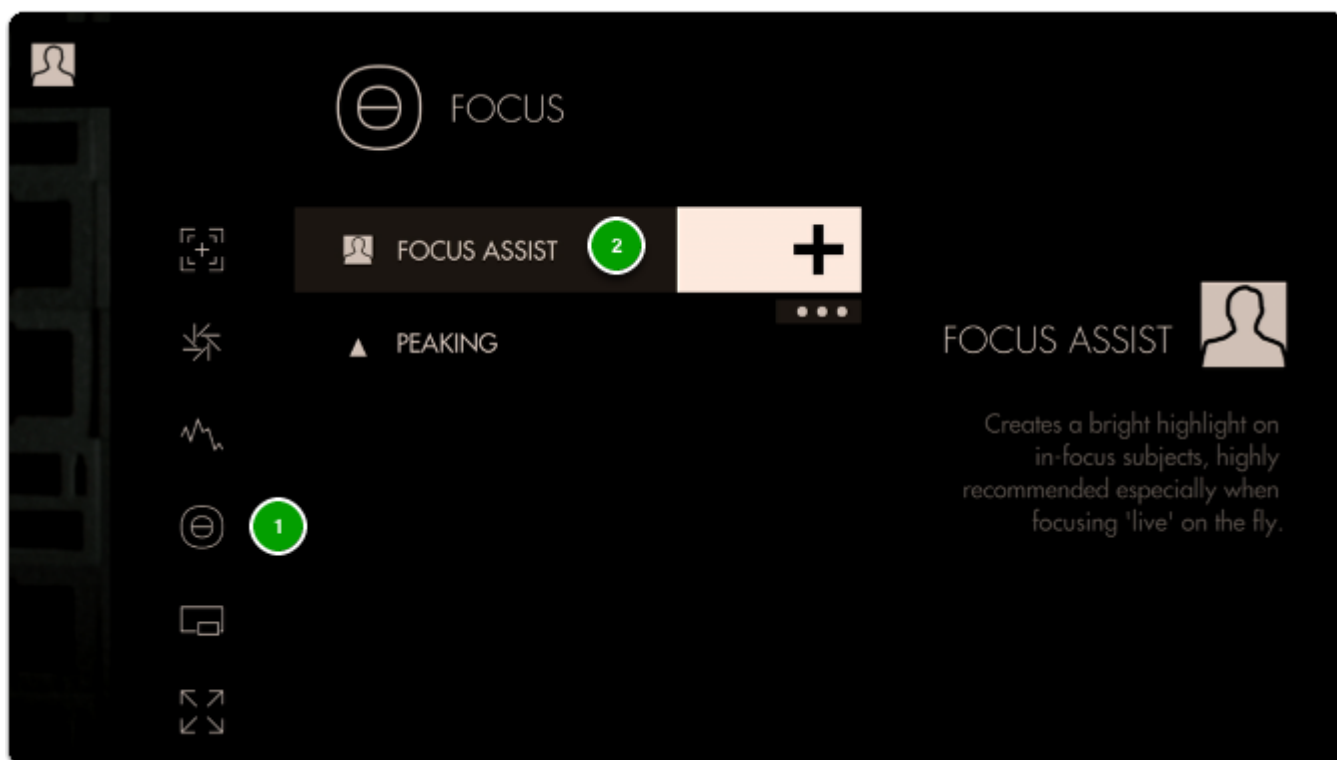 FOCUS
FOCUS ASSIST
2
PEAKING
1
FOCUS ASSIST
Creates a bright highlight on
in-focus subjects, highly
recommended especially when
focusing 'live' on the fly.